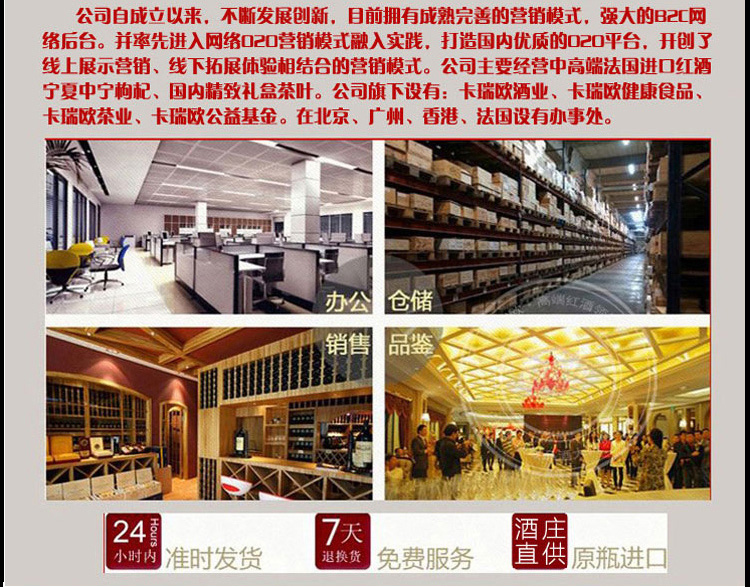 公司自成立以来，不断发展创新，目前拥有成熟完善的营销模式，强大的B2C网
络后台。并率先进入网络O2O营销模式融入实践，打造国内优质的O2O平台，开创了
线上展示营销、线下拓展体验相结合的营销模式。公司主要经营中高端法国进口红酒
宁夏中宁枸杞、国内精致礼盒茶叶。公司旗下设有：卡瑞欧酒业、卡瑞欧健康食品、
卡瑞欧茶业、卡瑞欧公益基金。在北京、广州、香港、法国设有办事处。
办公 仓储
销售 品鉴
24 Hours
小时内 准时发货
7天
退换货 免费服务
酒庄
直供 原瓶进口